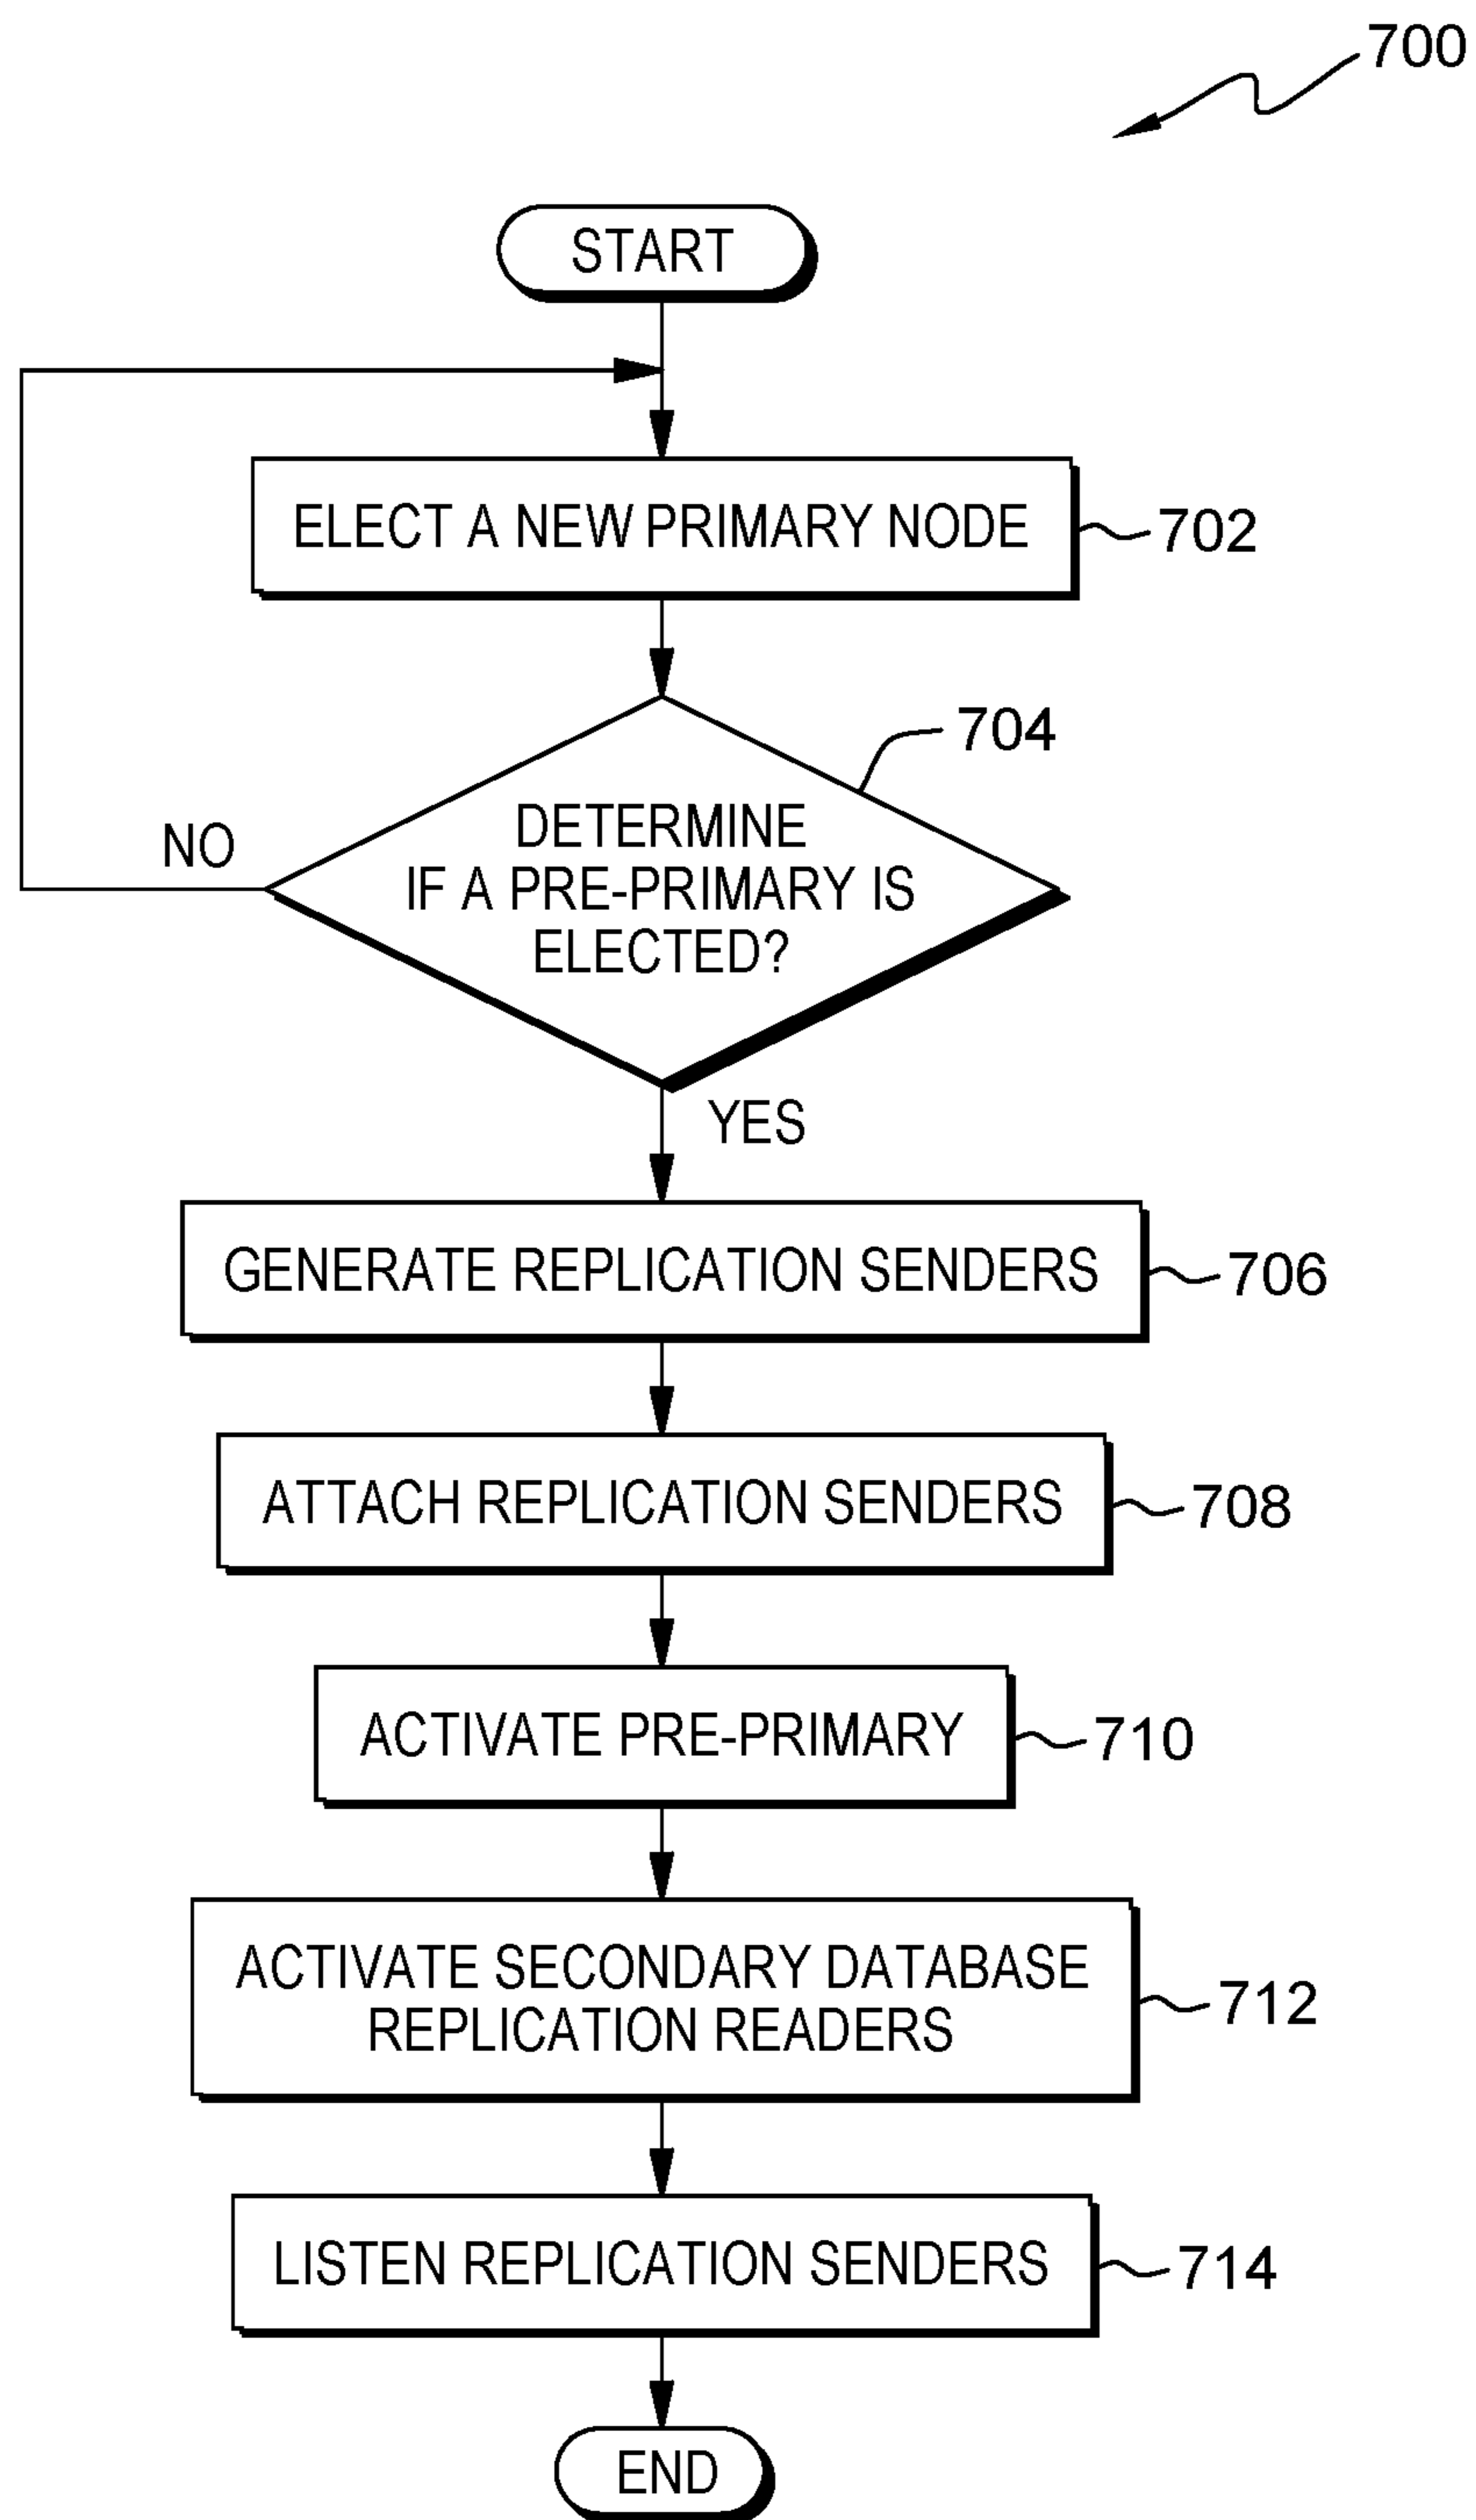 700
START
ELECT A NEW PRIMARY NODE
702
704
DETERMINE
IF A PRE-PRIMARY IS
ELECTED?
NO
YES
GENERATE REPLICATION SENDERS
706
ATTACH REPLICATION SENDERS
708
ACTIVATE PRE-PRIMARY
710
ACTIVATE SECONDARY DATABASE
REPLICATION READERS
712
LISTEN REPLICATION SENDERS
714
END